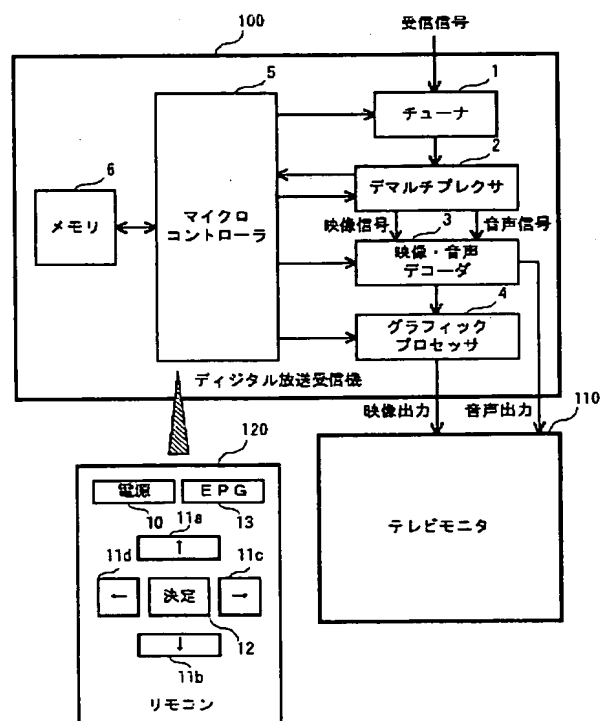 100
受信信号
5
1
チューナ
2
デマルチプレクサ
6
メモリ
マイクロ
コントローラ
映像信号
3
音声信号
映像・音声
デコーダ
4
グラフィック
プロセッサ
ディジタル放送受信機
映像出力
音声出力
110
テレビモニタ
120
電源
EPG
10
13
11a
↑
11d
11c
←
決定
→
12
↓
11b
リモコン